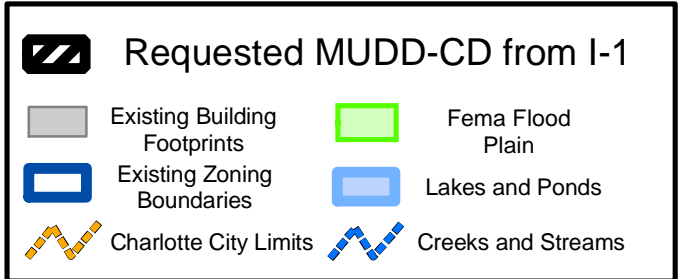 Requested MUDD-CD from I-1
Existing Building
Footprints
Fema Flood
Plain
Existing Zoning
Boundaries
Lakes and Ponds
Charlotte City Limits
Creeks and Streams